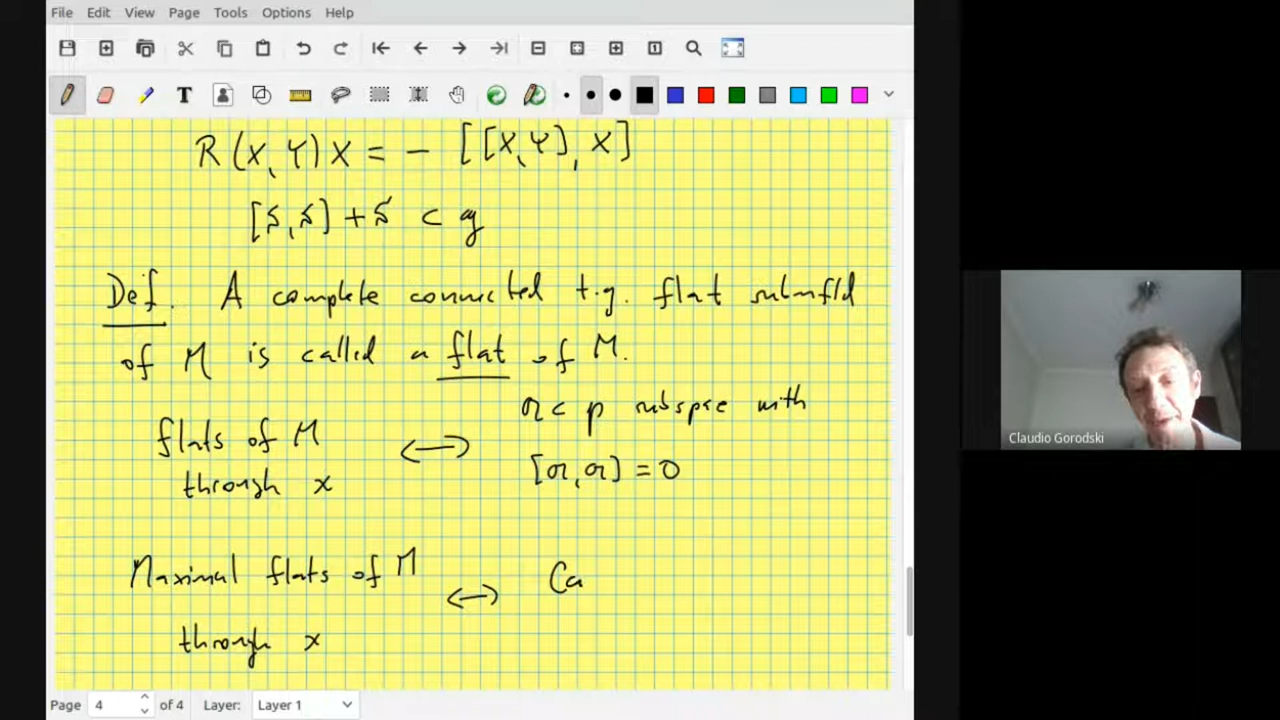 File Edit View Page Tools Options Help
R(X,Y)X = - [[X,Y],X]
[s,s] + s ⊂ g
Def. A complete connected t.g. flat submfld
of M is called a flat of M.
flats of M ↔ a ⊂ p subspace with
through x [a,a] = 0
Maximal flats of M ↔ Ca
through x
Page 4 of 4 Layer: Layer 1
Claudio Gorodski